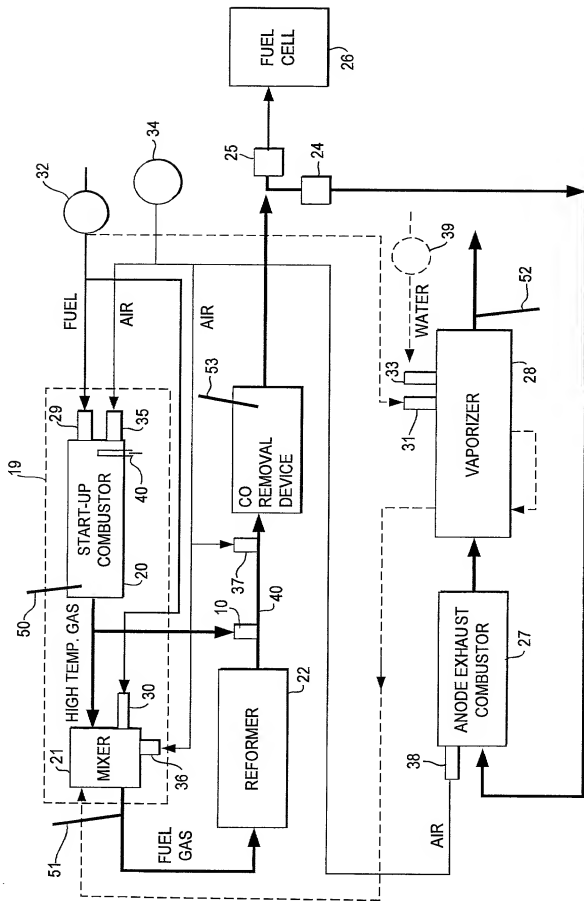 19
50
HIGH TEMP. GAS
START-UP
COMBUSTOR
20
40
29
35
FUEL
AIR
32
34
21
MIXER
30
36
51
FUEL
GAS
10
37
40
AIR
REFORMER
22
53
CO
REMOVAL
DEVICE
25
24
FUEL
CELL
26
AIR
38
ANODE EXHAUST
COMBUSTOR
27
VAPORIZER
28
31
33
WATER
39
52